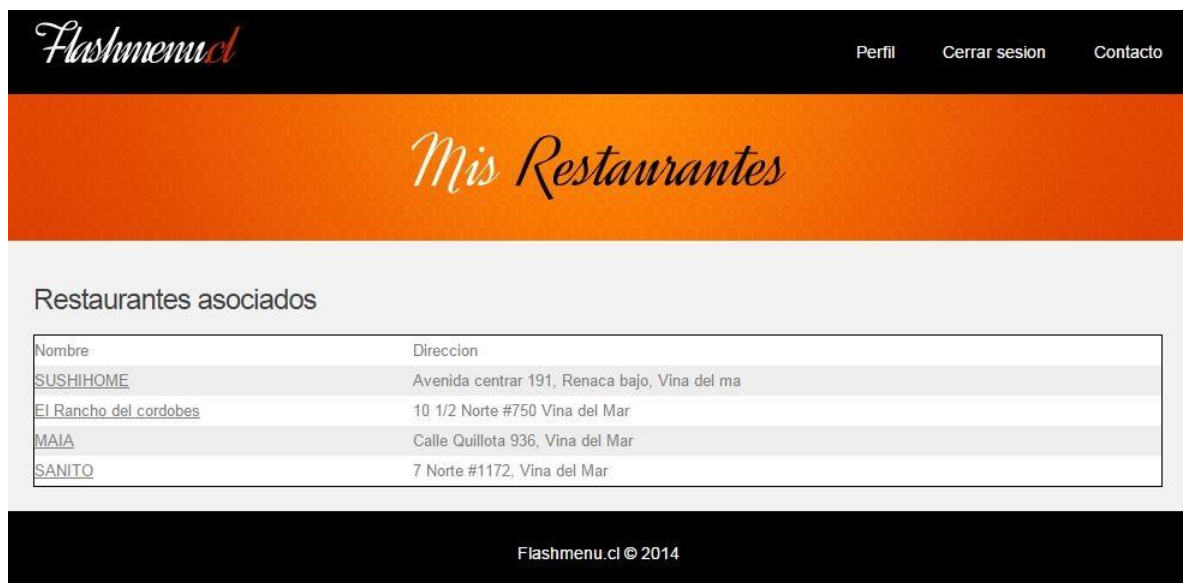 Flashmenu.cl
Perfil Cerrar sesion Contacto
Mis Restaurantes
Restaurantes asociados
Nombre Direccion
SUSHIHOME Avenida centrar 191, Renaca bajo, Vina del ma
El Rancho del cordobes 10 1/2 Norte #750 Vina del Mar
MAIA Calle Quillota 936, Vina del Mar
SANITO 7 Norte #1172, Vina del Mar
Flashmenu.cl © 2014